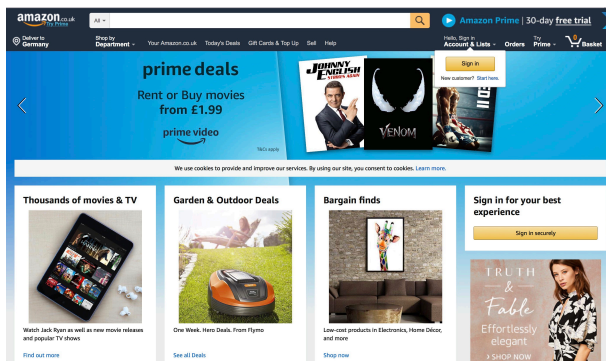 amazon.co.uk
Try Prime
All
Amazon Prime | 30-day free trial
Deliver to
Germany
Shop by
Department
Your Amazon.co.uk Today's Deals Gift Cards & Top Up Sell Help
Hello, Sign in
Account & Lists
Orders
Try
Prime
0
Basket
Sign in
New customer? Start here.
prime deals
Rent or Buy movies
from £1.99
prime video
T&Cs apply
JOHNNY
ENGLISH
STRIKES AGAIN
VENOM
ED II
We use cookies to provide and improve our services. By using our site, you consent to cookies. Learn more.
Thousands of movies & TV
Watch Jack Ryan as well as new movie releases
and popular TV shows
Find out more
Garden & Outdoor Deals
One Week. Hero Deals. From Flymo
See all Deals
Bargain finds
Low-cost products in Electronics, Home Décor,
and more
Shop now
Sign in for your best
experience
Sign in securely
TRUTH
&
Fable
Effortlessly
elegant
SHOP NOW